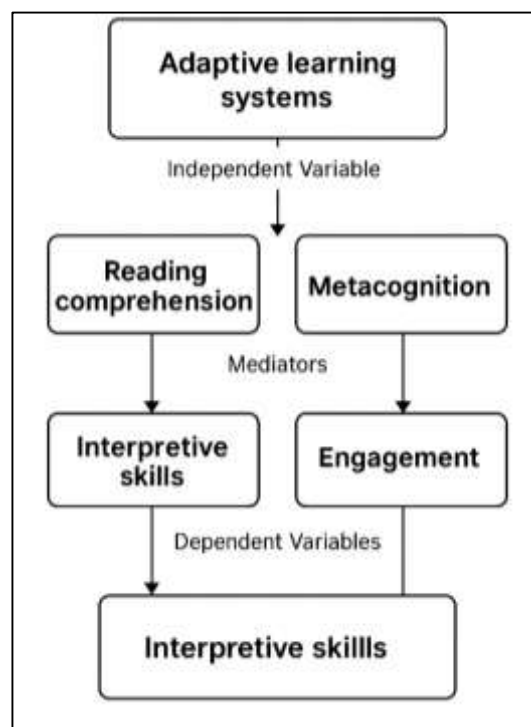 Adaptive learning
systems
Independent Variable
Reading
comprehension
Metacognition
Mediators
Interpretive
skills
Engagement
Dependent Variables
Interpretive skillls